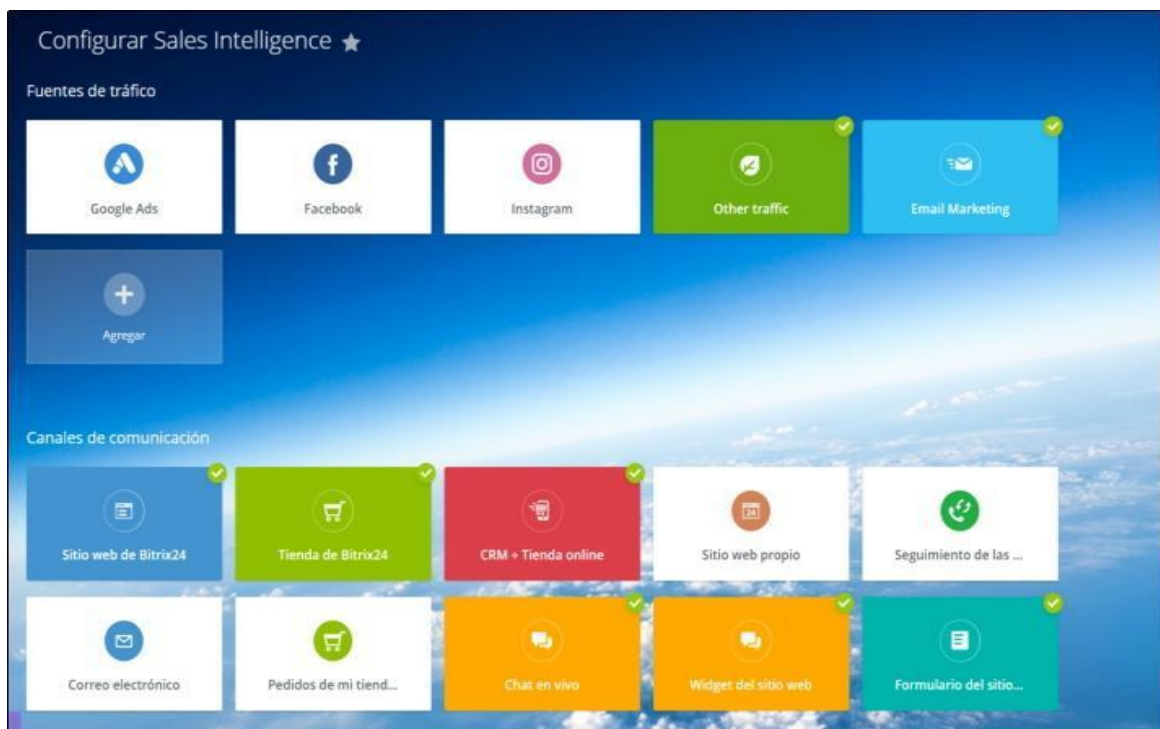 Configurar Sales Intelligence
Fuentes de tráfico
Google Ads
Facebook
Instagram
Other traffic
Email Marketing
Agregar
Canales de comunicación
Sitio web de Bitrix24
Tienda de Bitrix24
CRM + Tienda online
24
Sitio web propio
Seguimiento de las ...
Correo electrónico
Pedidos de mi tiend...
Chat en vivo
Widget del sitio web
Formulario del sitio...